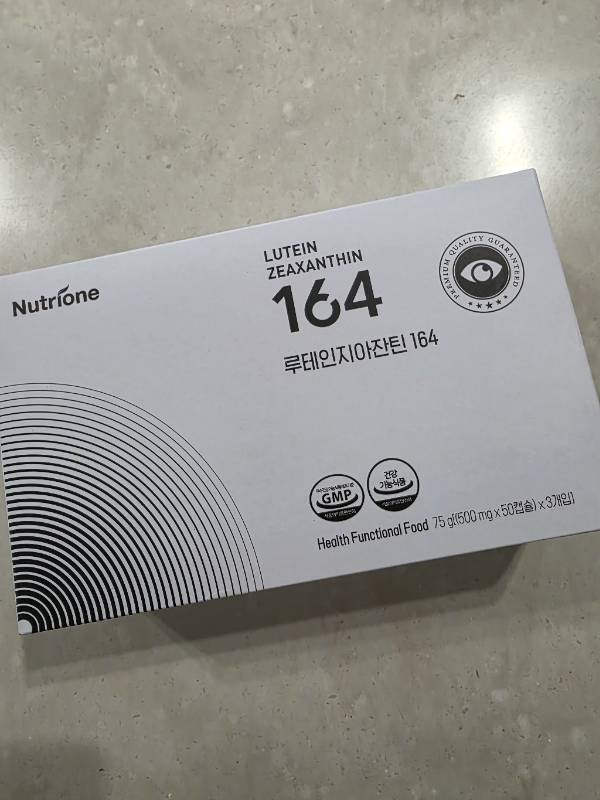 Nutrione
LUTEIN
ZEAXANTHIN
164
루테인지아잔틴 164
PREMIUM QUALITY GUARANTEED
GMP
건강
기능식품
Health Functional Food 75 g[(500 mg x 50캡슐) x 3개입]